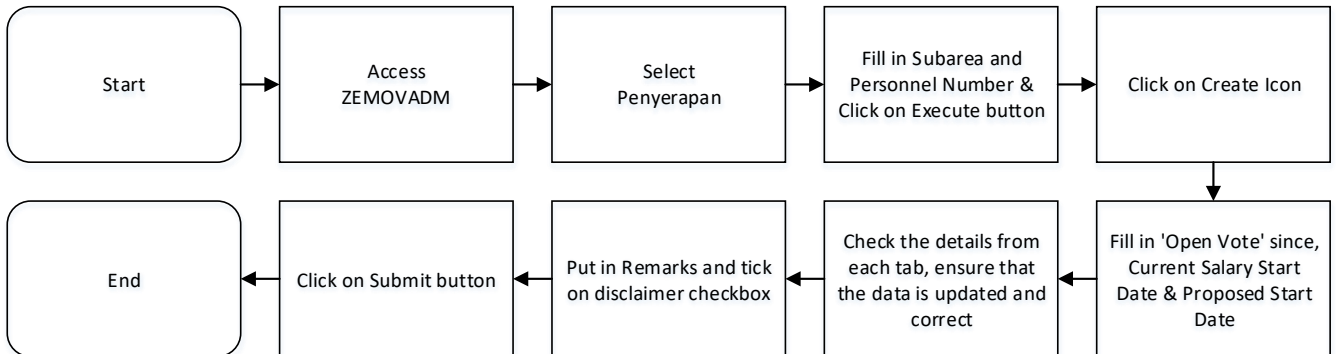 Start
Access
ZEMOVADM
Select
Penyerapan
Fill in Subarea and
Personnel Number &
Click on Execute button
Click on Create Icon
Fill in 'Open Vote' since,
Current Salary Start
Date & Proposed Start
Date
Check the details from
each tab, ensure that
the data is updated and
correct
Put in Remarks and tick
on disclaimer checkbox
Click on Submit button
End